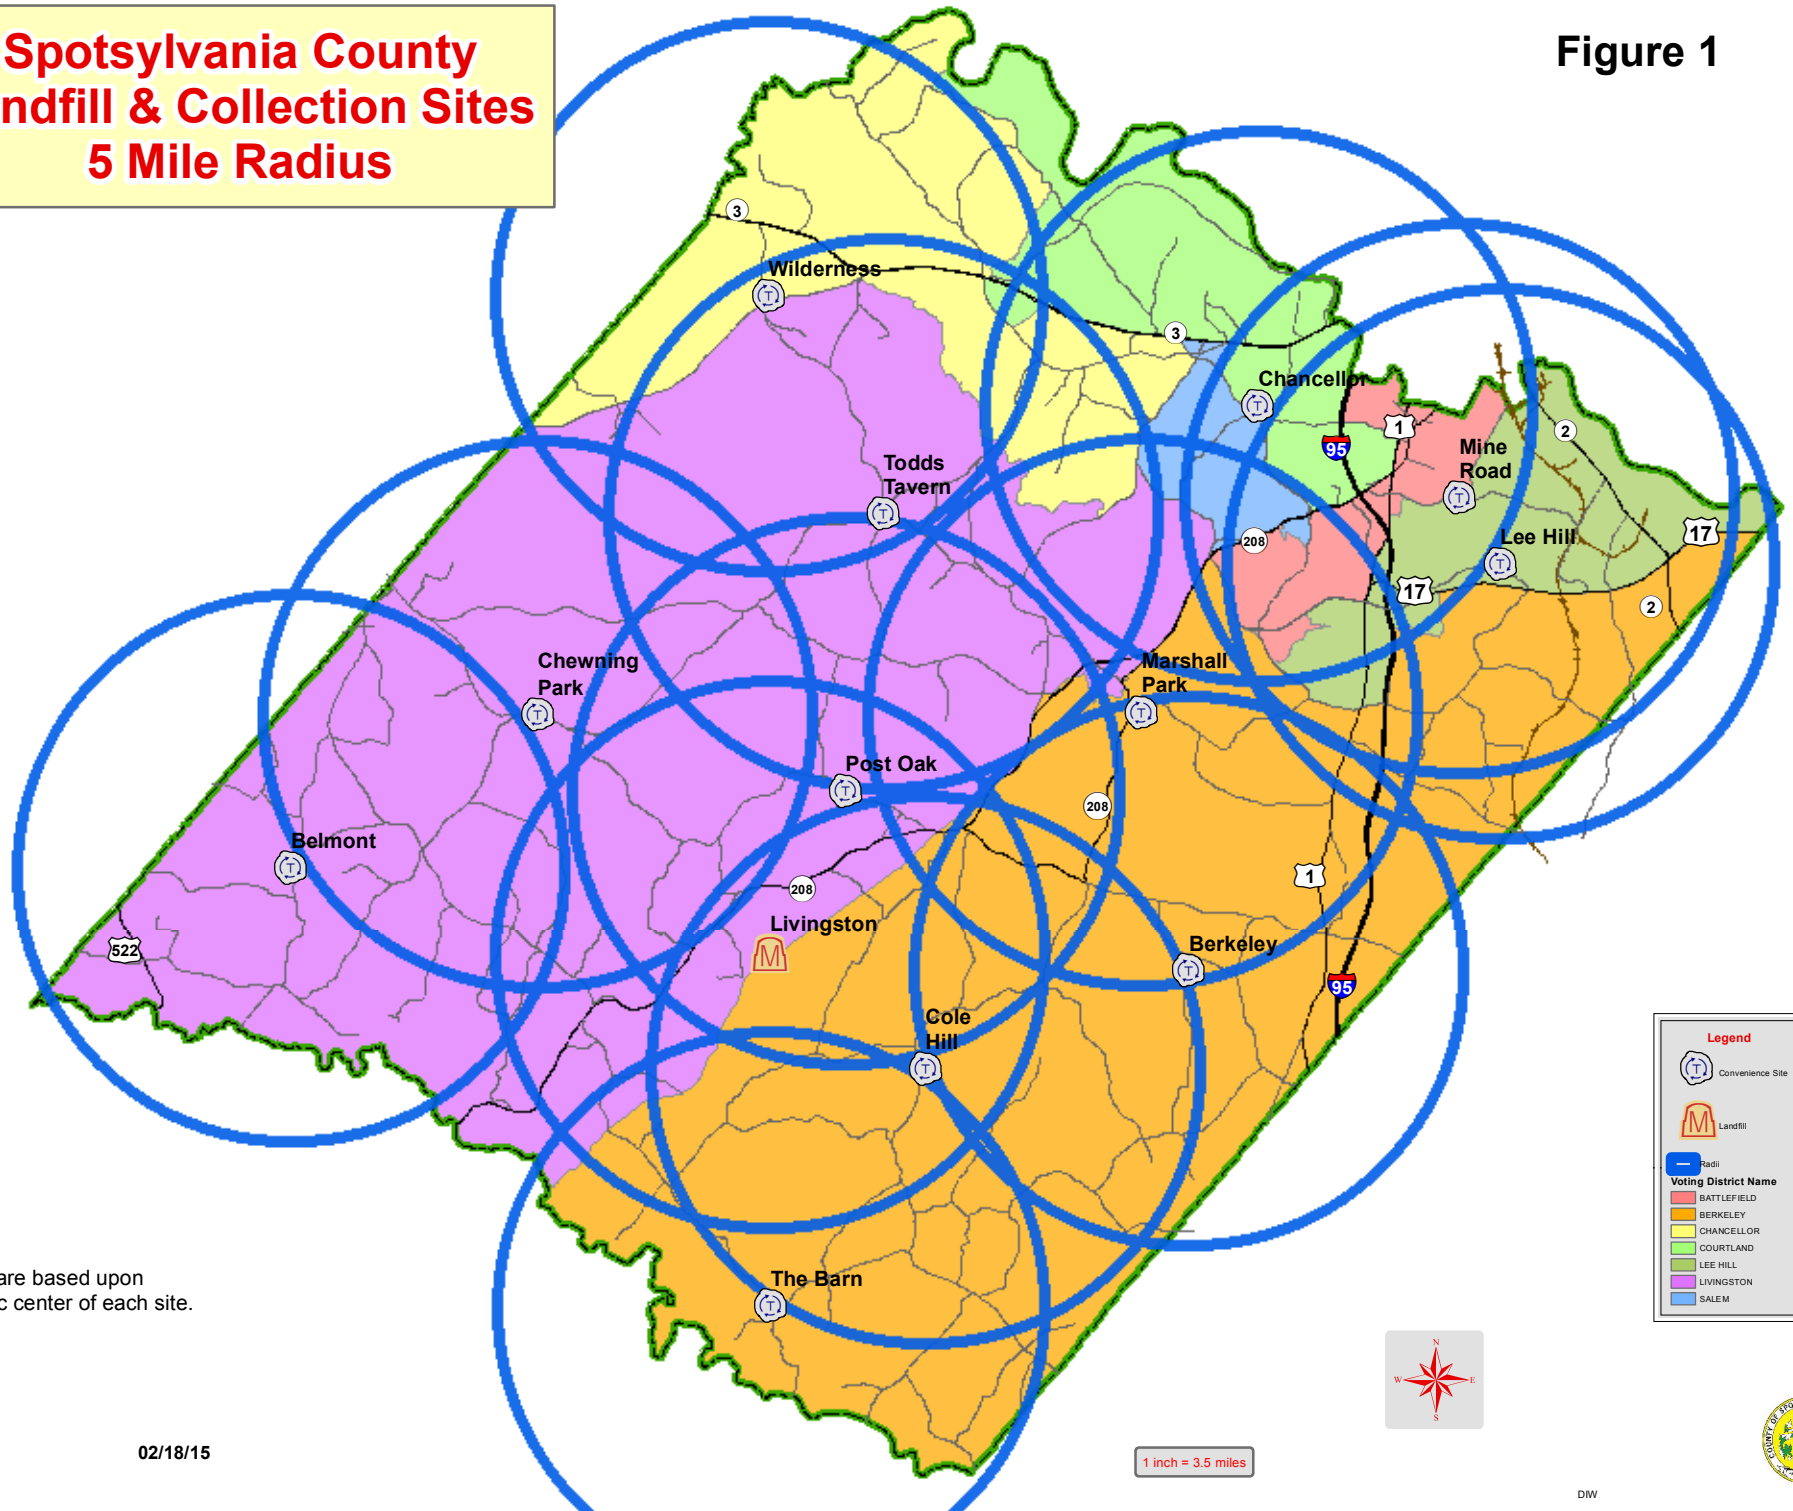 Spotsylvania County
ndfill & Collection Sites
5 Mile Radius
Figure 1
3
Wilderness
3
Chancellor
1
95
2
Mine
Road
Todds
Tavern
208
Lee Hill
17
17
2
Chewning
Park
Marshall
Park
Post Oak
208
Belmont
208
1
Livingston
522
Berkeley
95
Cole
Hill
The Barn
Legend
Convenience Site
Landfill
Radii
Voting District Name
BATTLEFIELD
BERKELEY
CHANCELLOR
COURTLAND
LEE HILL
LIVINGSTON
SALEM
are based upon
c center of each site.
N
W E
S
02/18/15
1 inch = 3.5 miles
DIW
COUNTY OF SPO